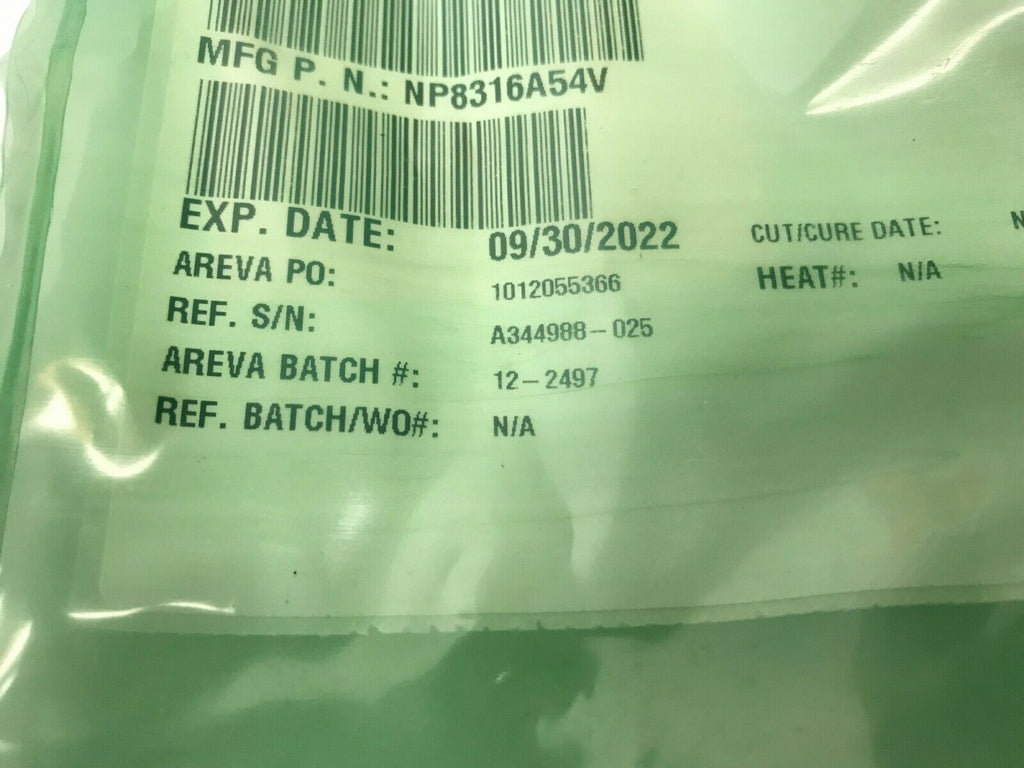 MFG P. N.: NP8316A54V
EXP. DATE: 09/30/2022 CUT/CURE DATE: N
AREVA PO: 1012055366 HEAT#: N/A
REF. S/N: A344988-025
AREVA BATCH #: 12-2497
REF. BATCH/WO#: N/A